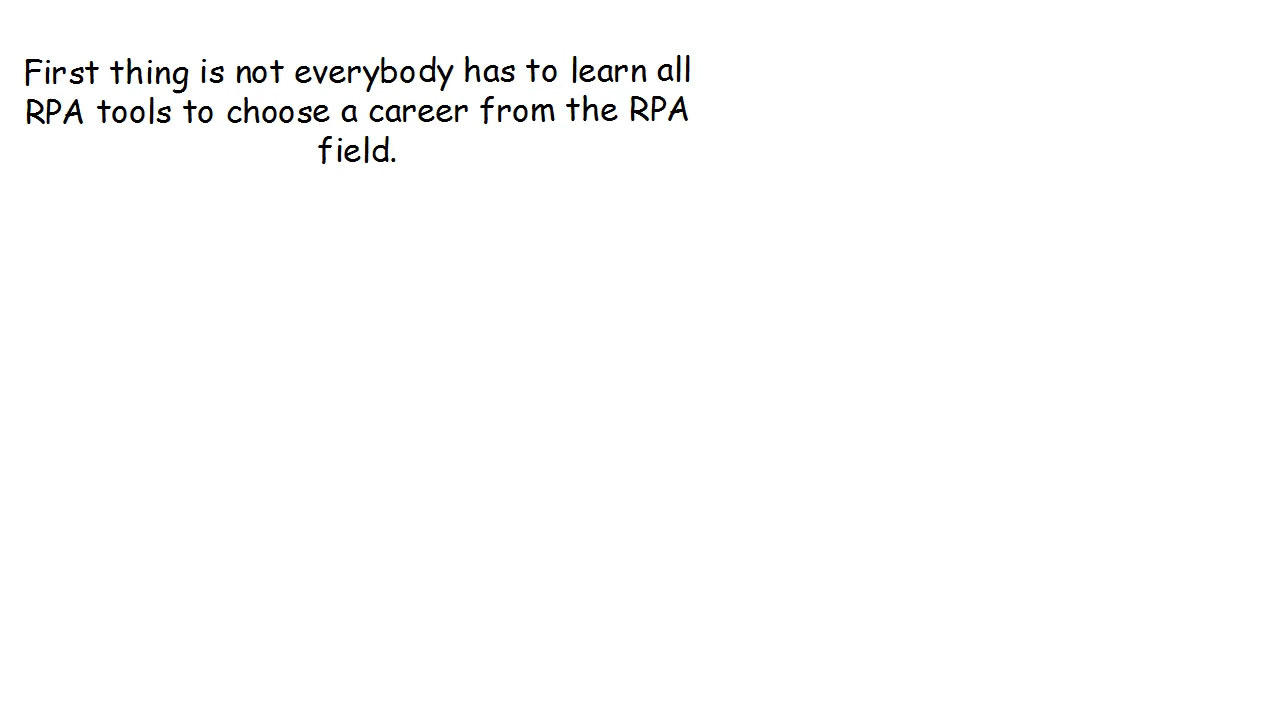 First thing is not everybody has to learn all
RPA tools to choose a career from the RPA
field.